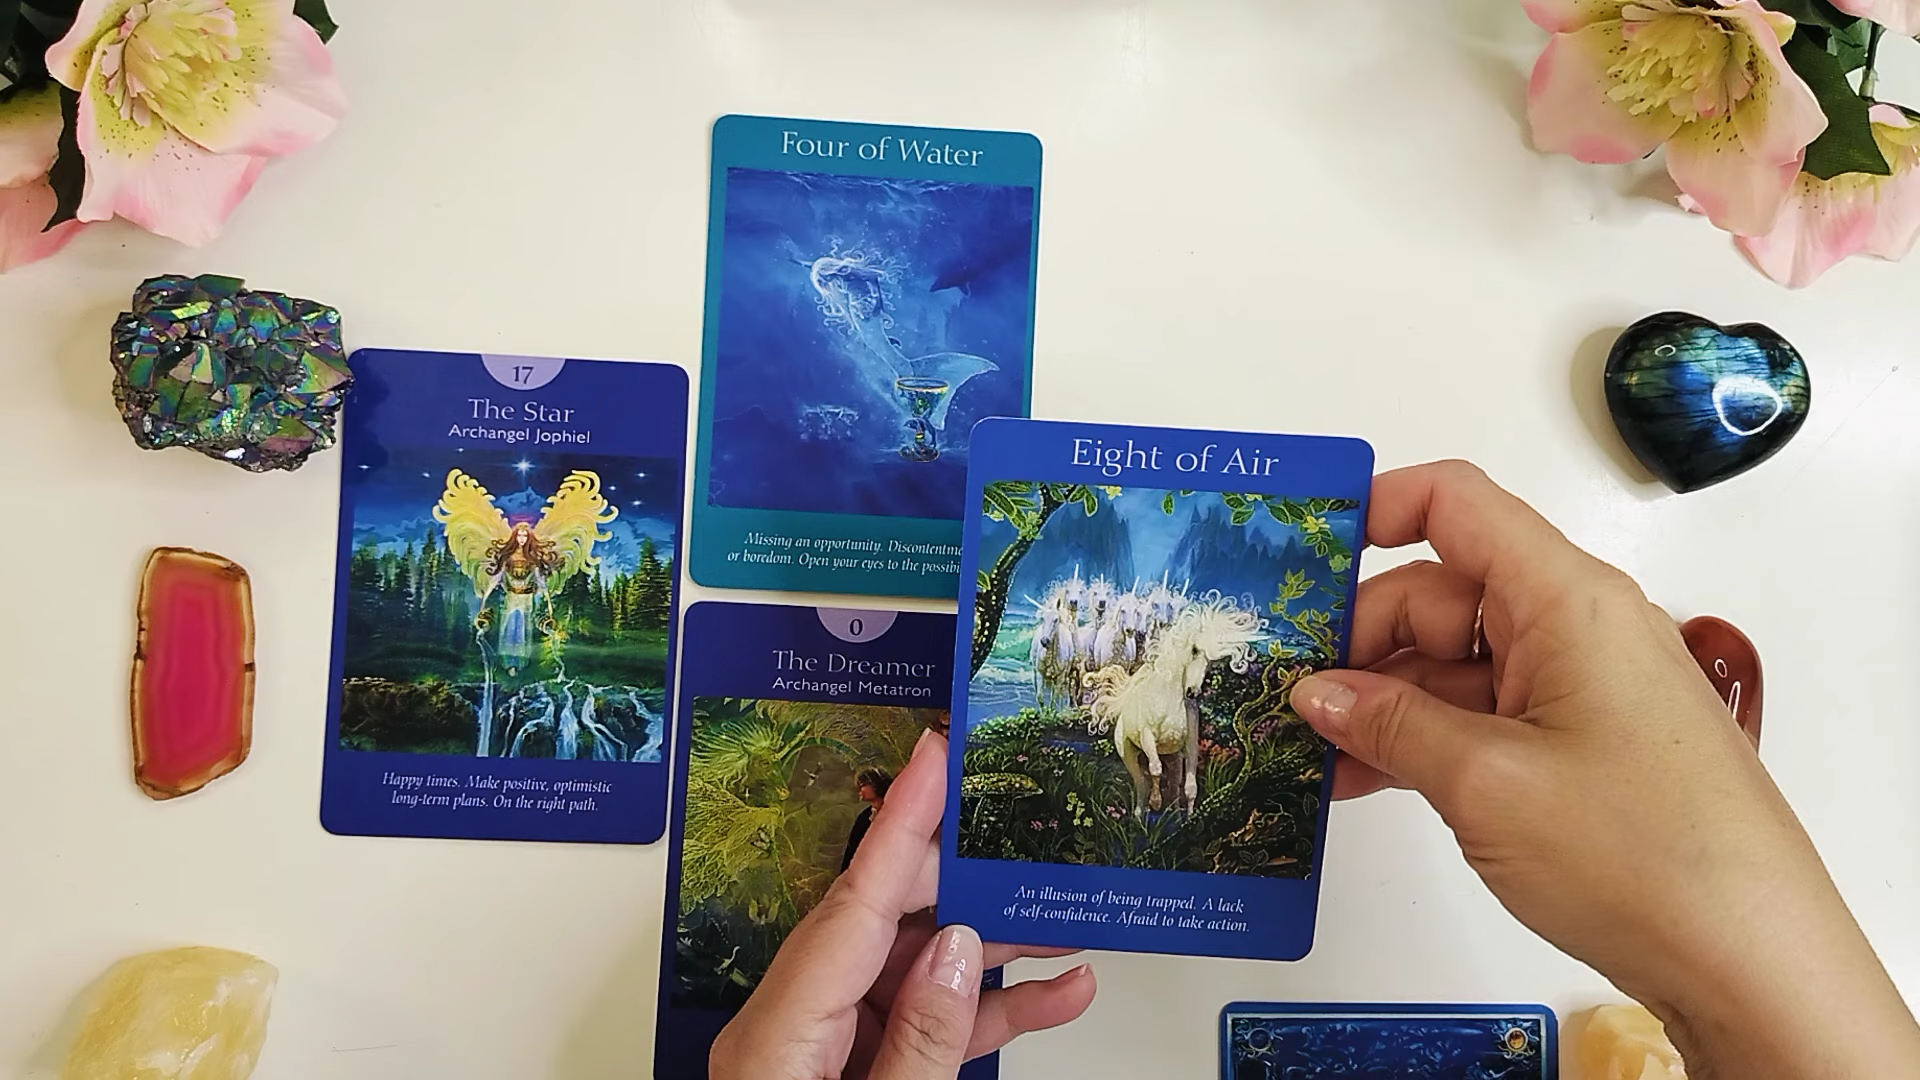 Four of Water
Missing an opportunity.
or boredom. Open your eyes to the
17
The Star
Archangel Jophiel
Happy times. Make positive, optimistic
long-term plans. On the right path.
0
The Dreamer
Archangel Metatron
Eight of Air
An illusion of being trapped. A lack
of self-confidence. Afraid to take action.